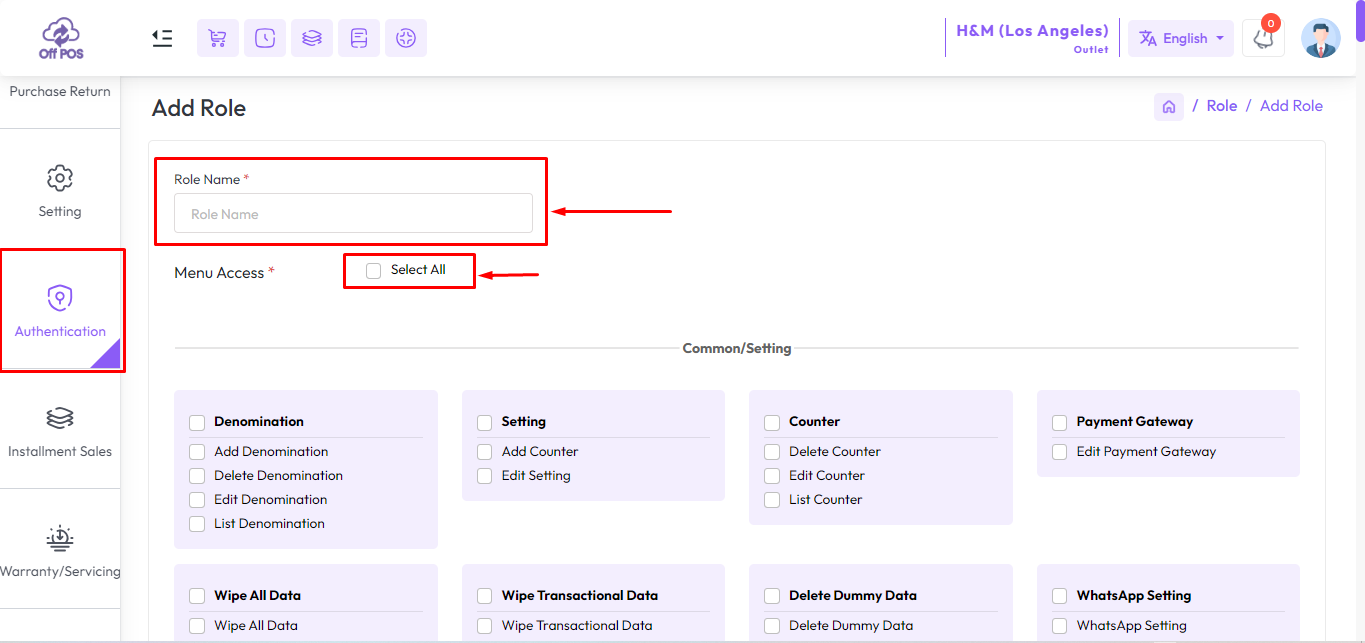 Off POS
H&M (Los Angeles)
Outlet
English
0
Purchase Return
Setting
Authentication
Installment Sales
Warranty/Servicing
Add Role
/ Role / Add Role
Role Name *
Role Name
Menu Access *
Select All
Common/Setting
Denomination
Add Denomination
Delete Denomination
Edit Denomination
List Denomination
Setting
Add Counter
Edit Setting
Counter
Delete Counter
Edit Counter
List Counter
Payment Gateway
Edit Payment Gateway
Wipe All Data
Wipe All Data
Wipe Transactional Data
Wipe Transactional Data
Delete Dummy Data
Delete Dummy Data
WhatsApp Setting
WhatsApp Setting